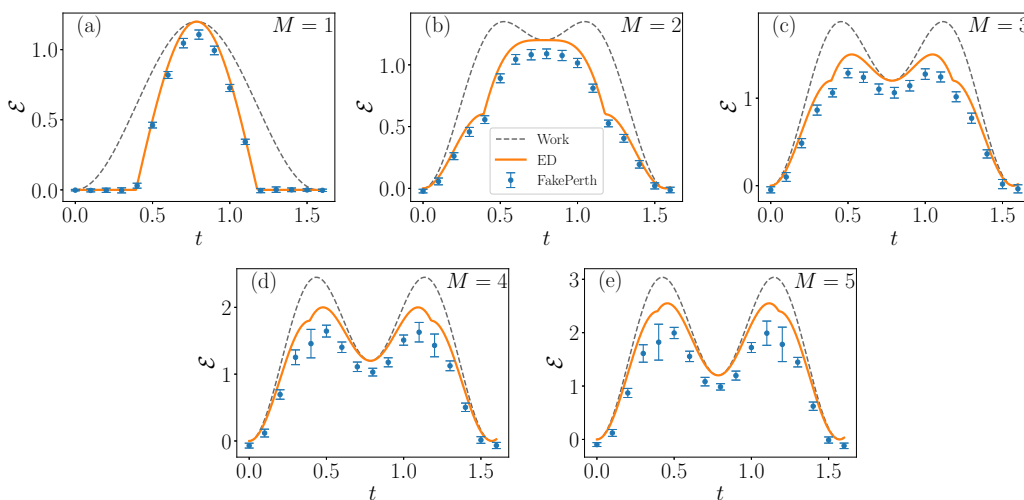 (a)
M = 1
ℰ
1.0
0.5
0.0
0.0 0.5 1.0 1.5
t
(b)
M = 2
ℰ
1.2
0.6
0.0
Work
ED
FakePerth
0.0 0.5 1.0 1.5
t
(c)
M = 3
ℰ
1
0
0.0 0.5 1.0 1.5
t
(d)
M = 4
ℰ
2
1
0
0.0 0.5 1.0 1.5
t
(e)
M = 5
ℰ
3
2
1
0
0.0 0.5 1.0 1.5
t